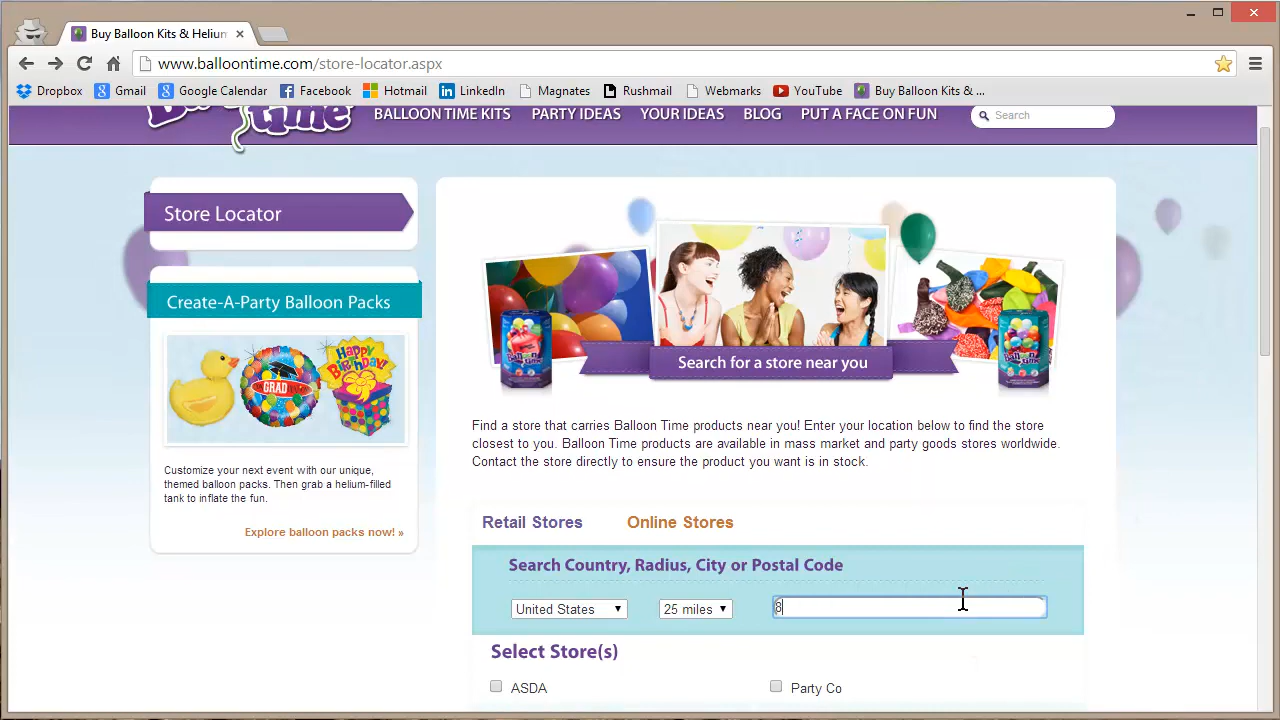 Buy Balloon Kits & Helium
www.balloontime.com/store-locator.aspx
Dropbox Gmail Google Calendar Facebook Hotmail LinkedIn Magnates Rushmail Webmarks YouTube Buy Balloon Kits & ...
Time
BALLOON TIME KITS PARTY IDEAS YOUR IDEAS BLOG PUT A FACE ON FUN Search
Store Locator
Create-A-Party Balloon Packs
GRAD
HAPPY BIRTHDAY!
Customize your next event with our unique,
themed balloon packs. Then grab a helium-filled
tank to inflate the fun.
Explore balloon packs now! »
Search for a store near you
Find a store that carries Balloon Time products near you! Enter your location below to find the store
closest to you. Balloon Time products are available in mass market and party goods stores worldwide.
Contact the store directly to ensure the product you want is in stock.
Retail Stores Online Stores
Search Country, Radius, City or Postal Code
United States 25 miles 8
Select Store(s)
ASDA Party Co